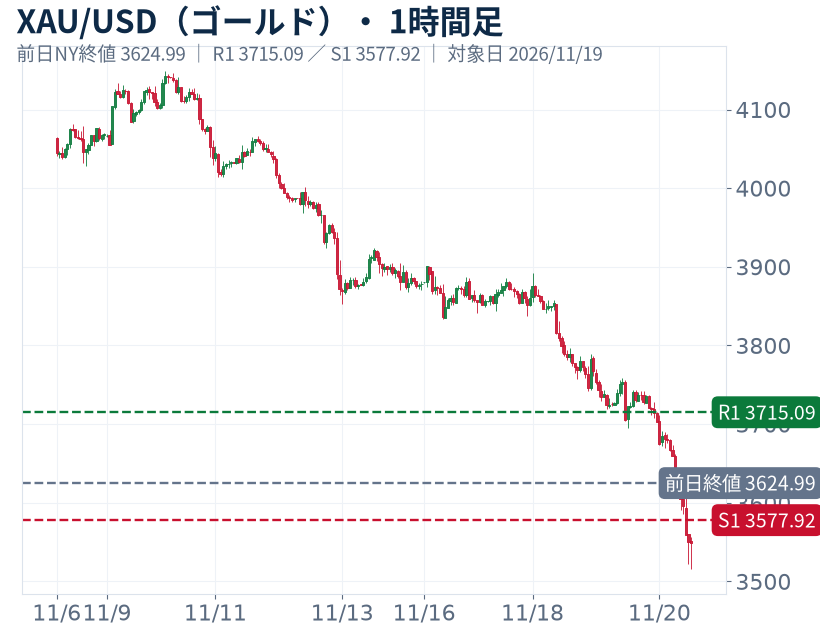 XAU/USD（ゴールド）・ 1時間足
前日NY終値 3624.99 ｜ R1 3715.09 ／ S1 3577.92 ｜ 対象日 2026/11/19
4100
4000
3900
3800
R1 3715.09
3700
前日終値 3624.99
3600
S1 3577.92
3500
11/6 11/9 11/11 11/13 11/16 11/18 11/20